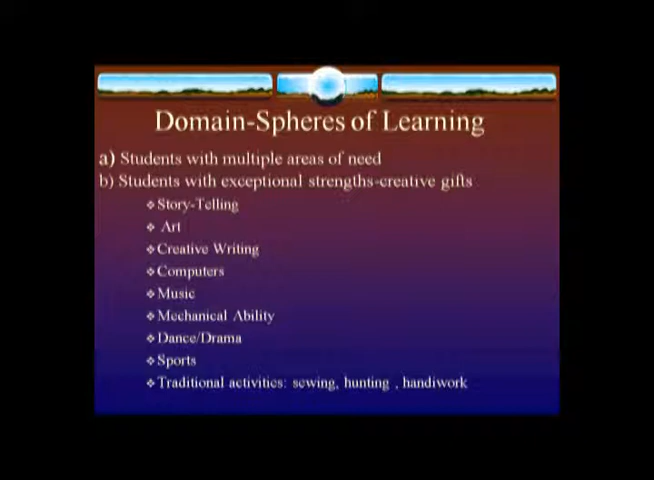 Domain-Spheres of Learning
a) Students with multiple areas of need
b) Students with exceptional strengths-creative gifts
❖ Story-Telling
❖ Art
❖ Creative Writing
❖ Computers
❖ Music
❖ Mechanical Ability
❖ Dance/Drama
❖ Sports
❖ Traditional activities: sewing, hunting , handiwork